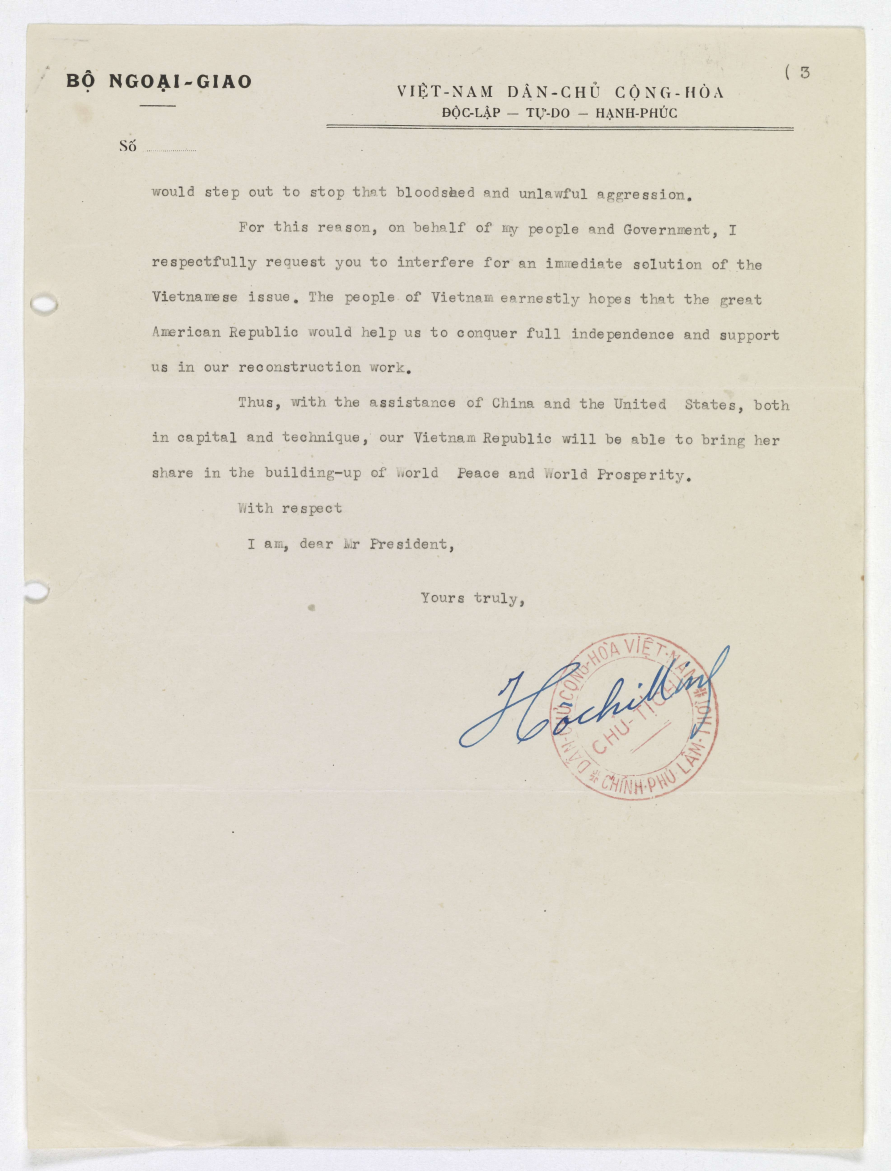 BỘ NGOẠI-GIAO
( 3
VIỆT-NAM DÂN-CHỦ CỘNG-HÒA
ĐỘC-LẬP — TỰ-DO — HẠNH-PHÚC
Số
would step out to stop that bloodshed and unlawful aggression.
For this reason, on behalf of my people and Government, I
respectfully request you to interfere for an immediate solution of the
Vietnamese issue. The people of Vietnam earnestly hopes that the great
American Republic would help us to conquer full independence and support
us in our reconstruction work.
Thus, with the assistance of China and the United States, both
in capital and technique, our Vietnam Republic will be able to bring her
share in the building-up of World Peace and World Prosperity.
With respect
I am, dear Mr President,
Yours truly,
HochiMinh
DÂN-CHỦ CỘNG-HÒA VIỆT-NAM
CHÍNH-PHỦ LÂM-THỜI
CHỦ-TỊCH